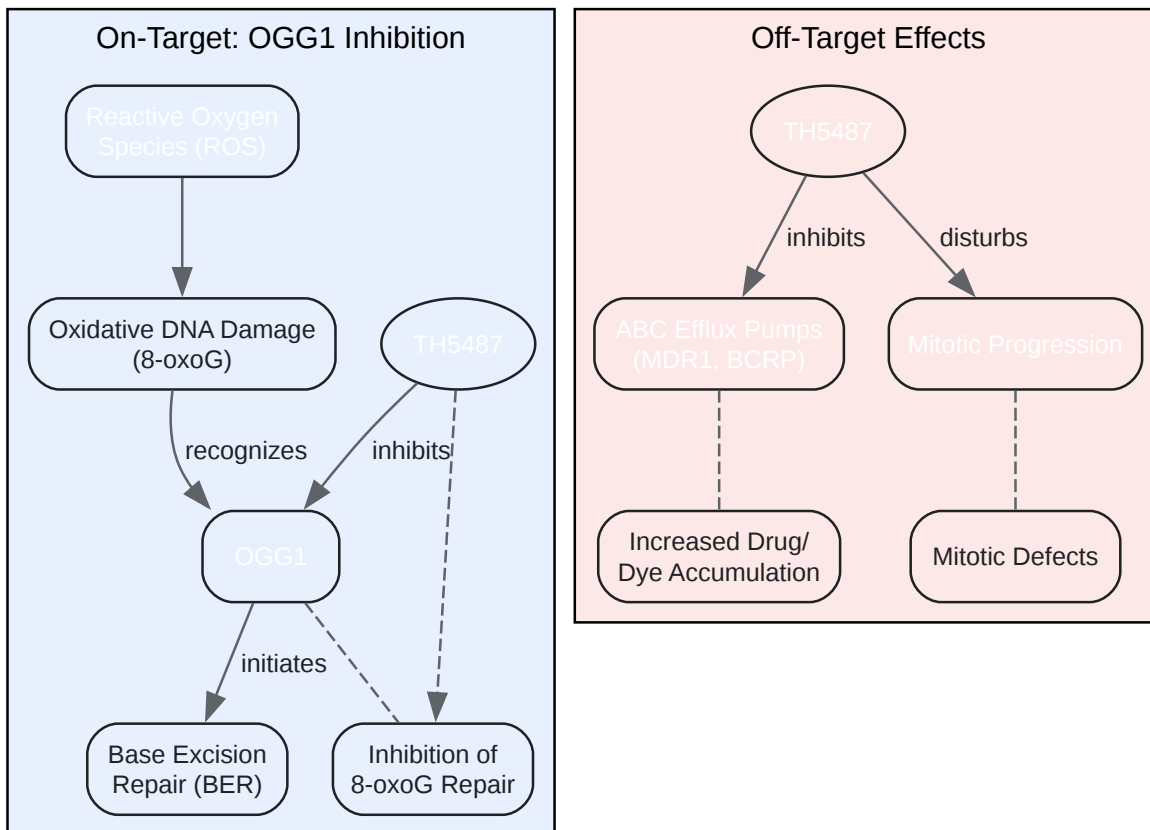 On-Target: OGG1 Inhibition
Reactive Oxygen
Species (ROS)
Oxidative DNA Damage
(8-oxoG)
TH5487
recognizes
inhibits
OGG1
initiates
Base Excision
Repair (BER)
Inhibition of
8-oxoG Repair
Off-Target Effects
TH5487
inhibits
disturbs
ABC Efflux Pumps
(MDR1, BCRP)
Mitotic Progression
Increased Drug/
Dye Accumulation
Mitotic Defects